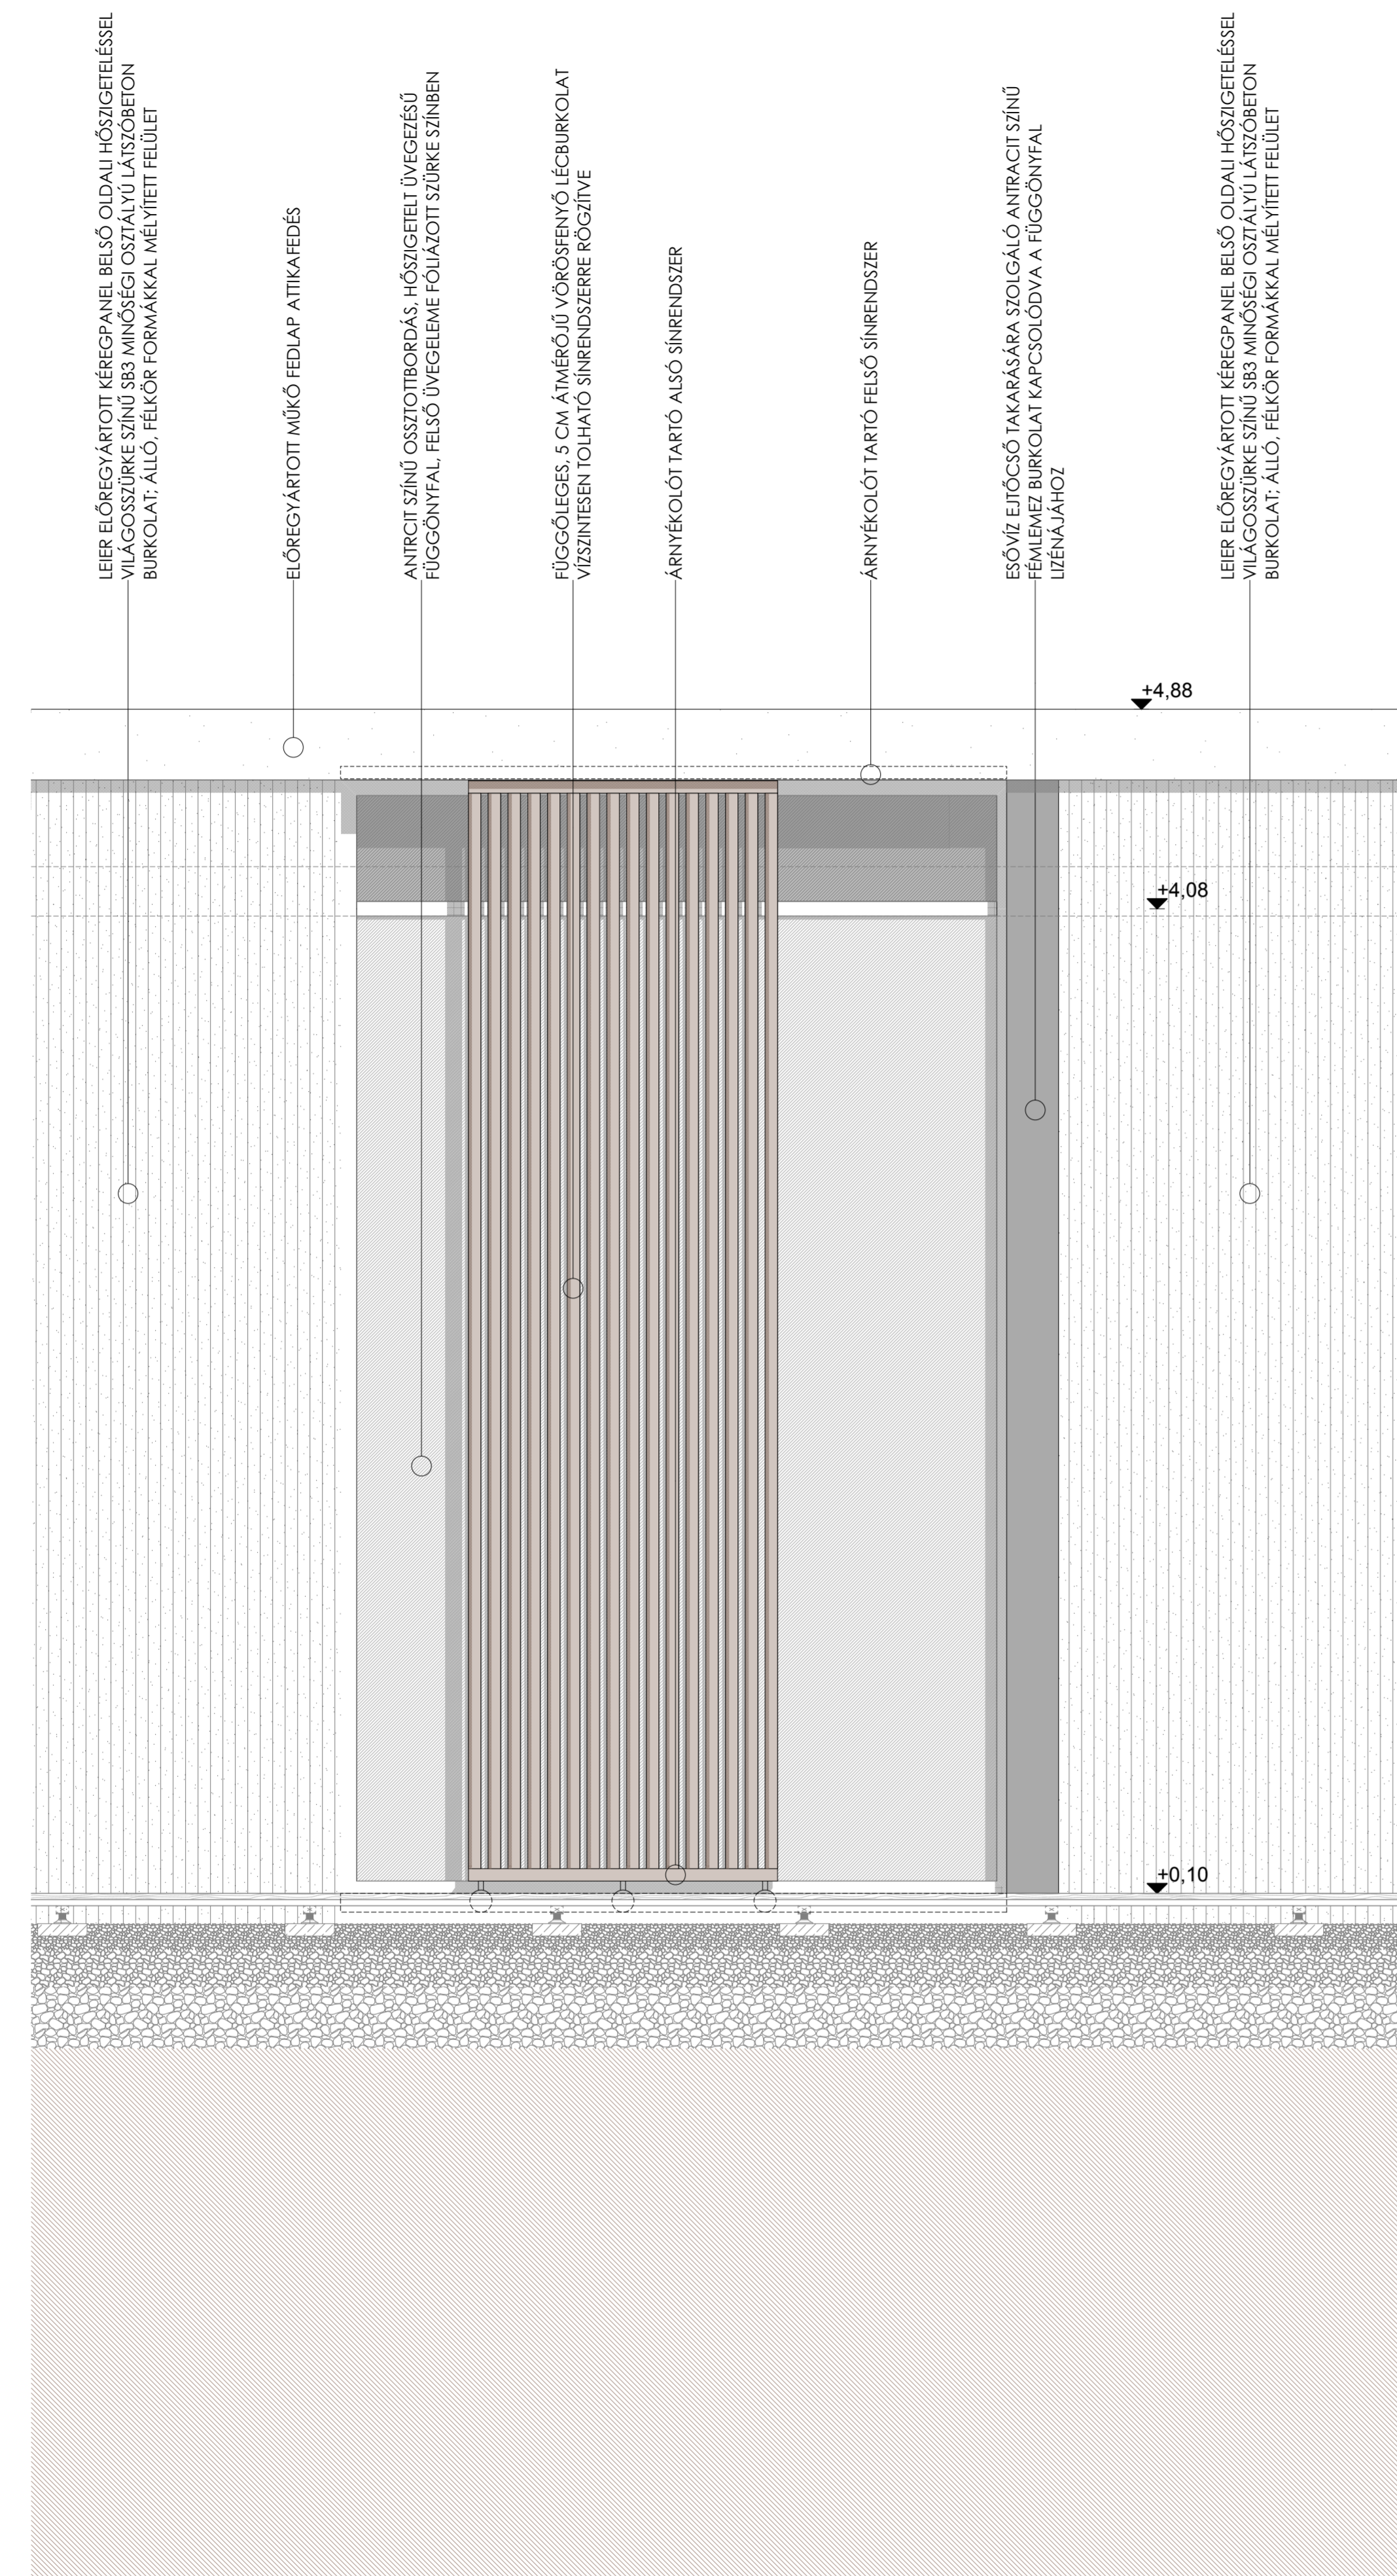 LEIER ELŐREGYÁRTOTT KÉREGPANEL BELSŐ OLDALI HŐSZIGETELÉSSEL
VILÁGOSSZÜRKE SZÍNŰ SB3 MINŐSÉGI OSZTÁLYÚ LÁTSZÓBETON
BURKOLAT; ÁLLÓ, FÉLKÖR FORMÁKKAL MÉLYÍTETT FELÜLET
ELŐREGYÁRTOTT MŰKŐ FEDLAP ATTIKAFEDÉS
ANTRCIT SZÍNŰ OSSZTOTTBORDÁS, HŐSZIGETELT ÜVEGEZÉSŰ
FÜGGÖNYFAL, FELSŐ ÜVEGELEME FÓLIÁZOTT SZÜRKE SZÍNBEN
FÜGGŐLEGES, 5 CM ÁTMÉRŐJŰ VÖRÖSFENYŐ LÉCBURKOLAT
VÍZSZINTESEN TOLHATÓ SÍNRENDSZERRE RÖGZÍTVE
ÁRNYÉKOLÓT TARTÓ ALSÓ SÍNRENDSZER
ÁRNYÉKOLÓT TARTÓ FELSŐ SÍNRENDSZER
ESŐVÍZ EJTŐCSŐ TAKARÁSÁRA SZOLGÁLÓ ANTRACIT SZÍNŰ
FÉMLEMEZ BURKOLAT KAPCSOLÓDVA A FÜGGÖNYFAL
LIZÉNÁJÁHOZ
LEIER ELŐREGYÁRTOTT KÉREGPANEL BELSŐ OLDALI HŐSZIGETELÉSSEL
VILÁGOSSZÜRKE SZÍNŰ SB3 MINŐSÉGI OSZTÁLYÚ LÁTSZÓBETON
BURKOLAT; ÁLLÓ, FÉLKÖR FORMÁKKAL MÉLYÍTETT FELÜLET
+4,88
+4,08
+0,10